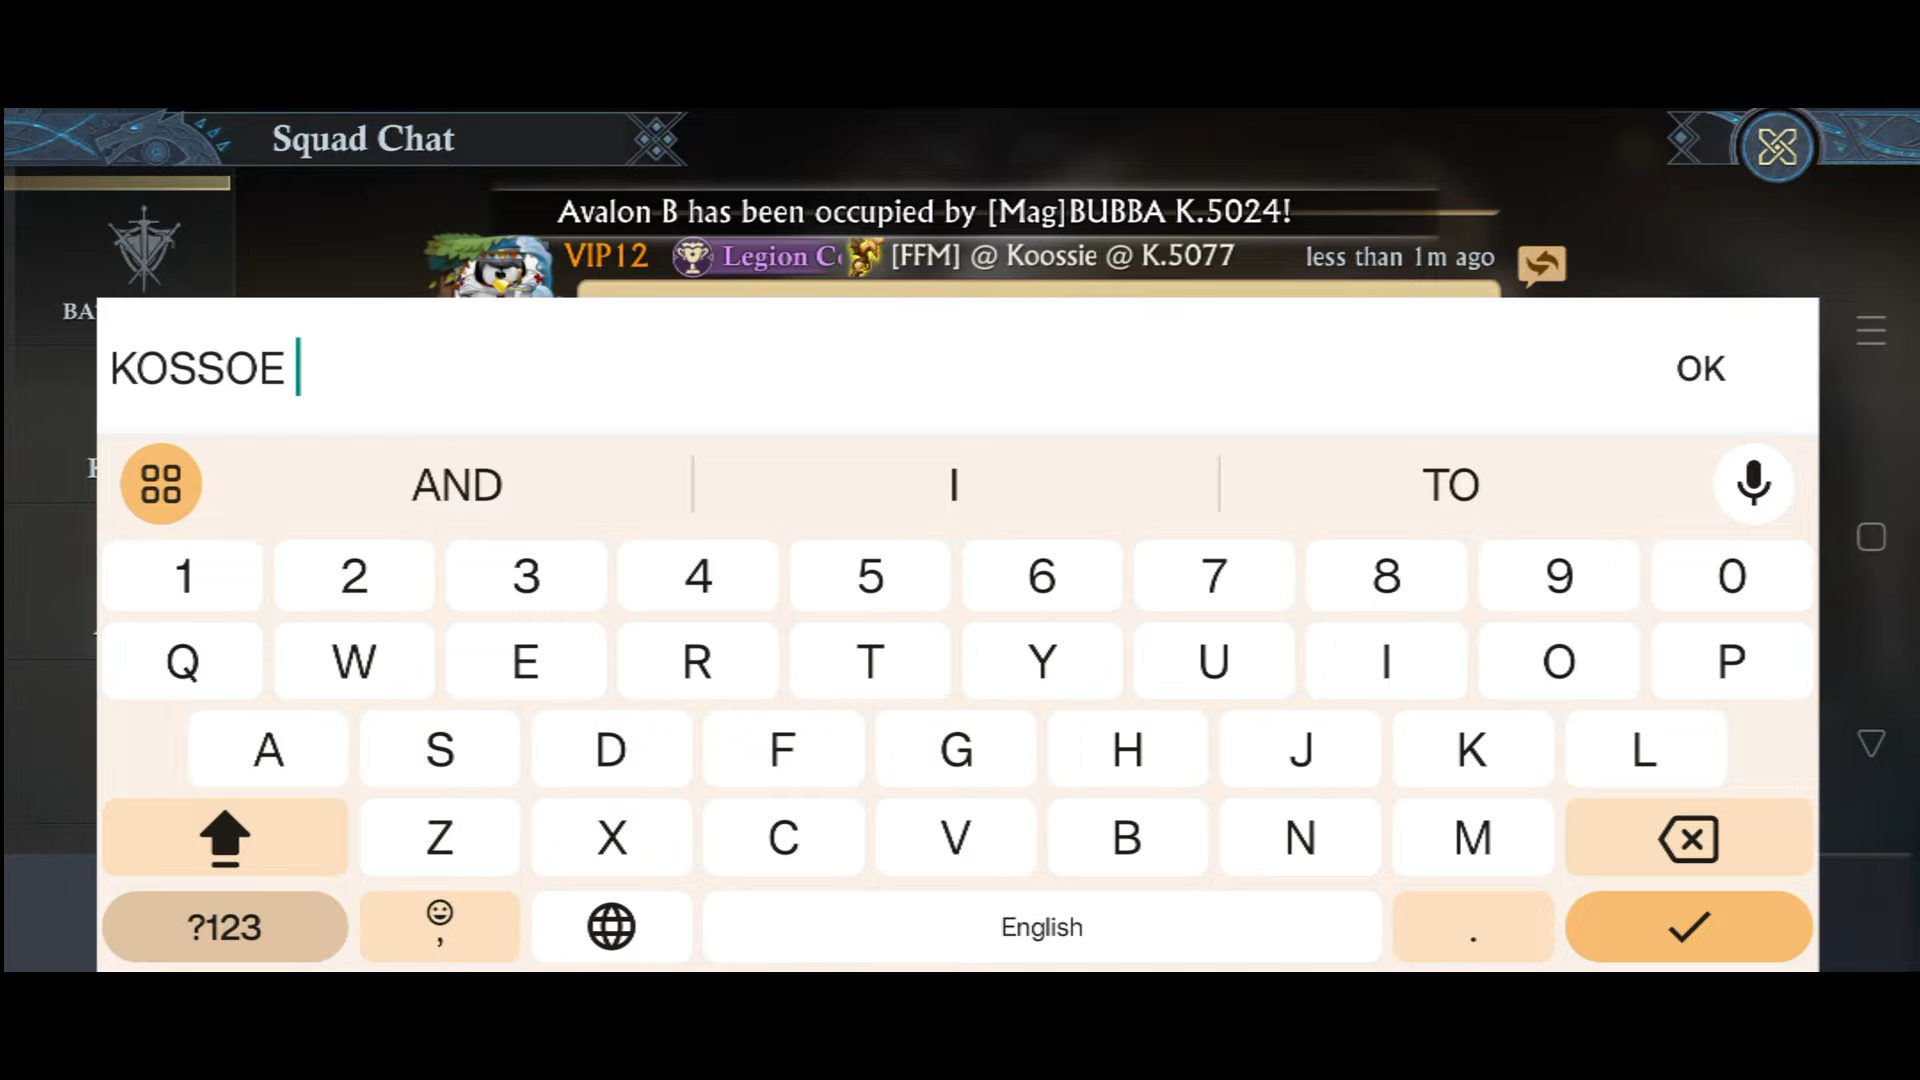 Squad Chat
Avalon B has been occupied by [Mag]BUBBA K.5024!
VIP12 Legion C [FFM] @ Koossie @ K.5077 less than 1m ago
BA
KOSSOE OK
AND I TO
1 2 3 4 5 6 7 8 9 0
Q W E R T Y U I O P
A S D F G H J K L
Z X C V B N M
?123 , English .